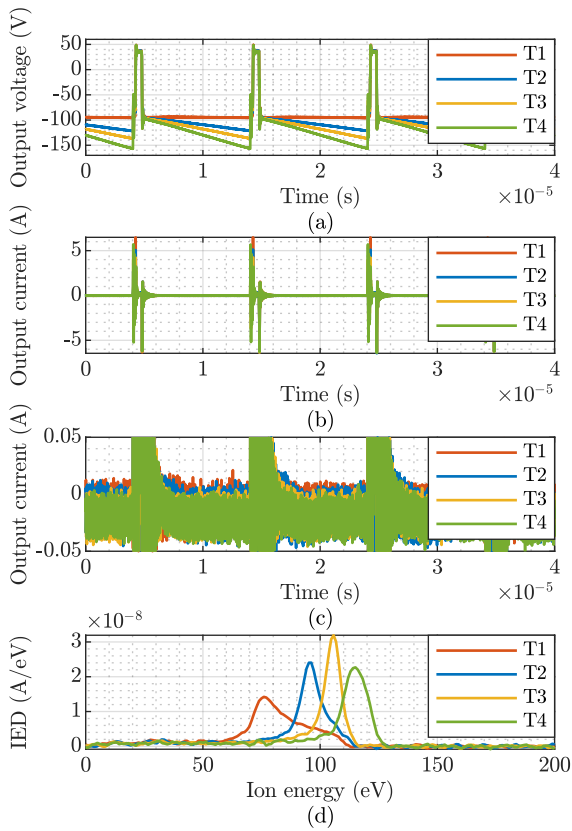 Output voltage (V)
50
0
-50
-100
-150
T1
T2
T3
T4
0 1 2 3 4
Time (s)
×10⁻⁵
(a)
Output current (A)
5
0
-5
T1
T2
T3
T4
0 1 2 3 4
Time (s)
×10⁻⁵
(b)
Output current (A)
0.05
0
-0.05
T1
T2
T3
T4
0 1 2 3 4
Time (s)
×10⁻⁵
(c)
×10⁻⁸
IED (A/eV)
3
2
1
0
T1
T2
T3
T4
0 50 100 150 200
Ion energy (eV)
(d)